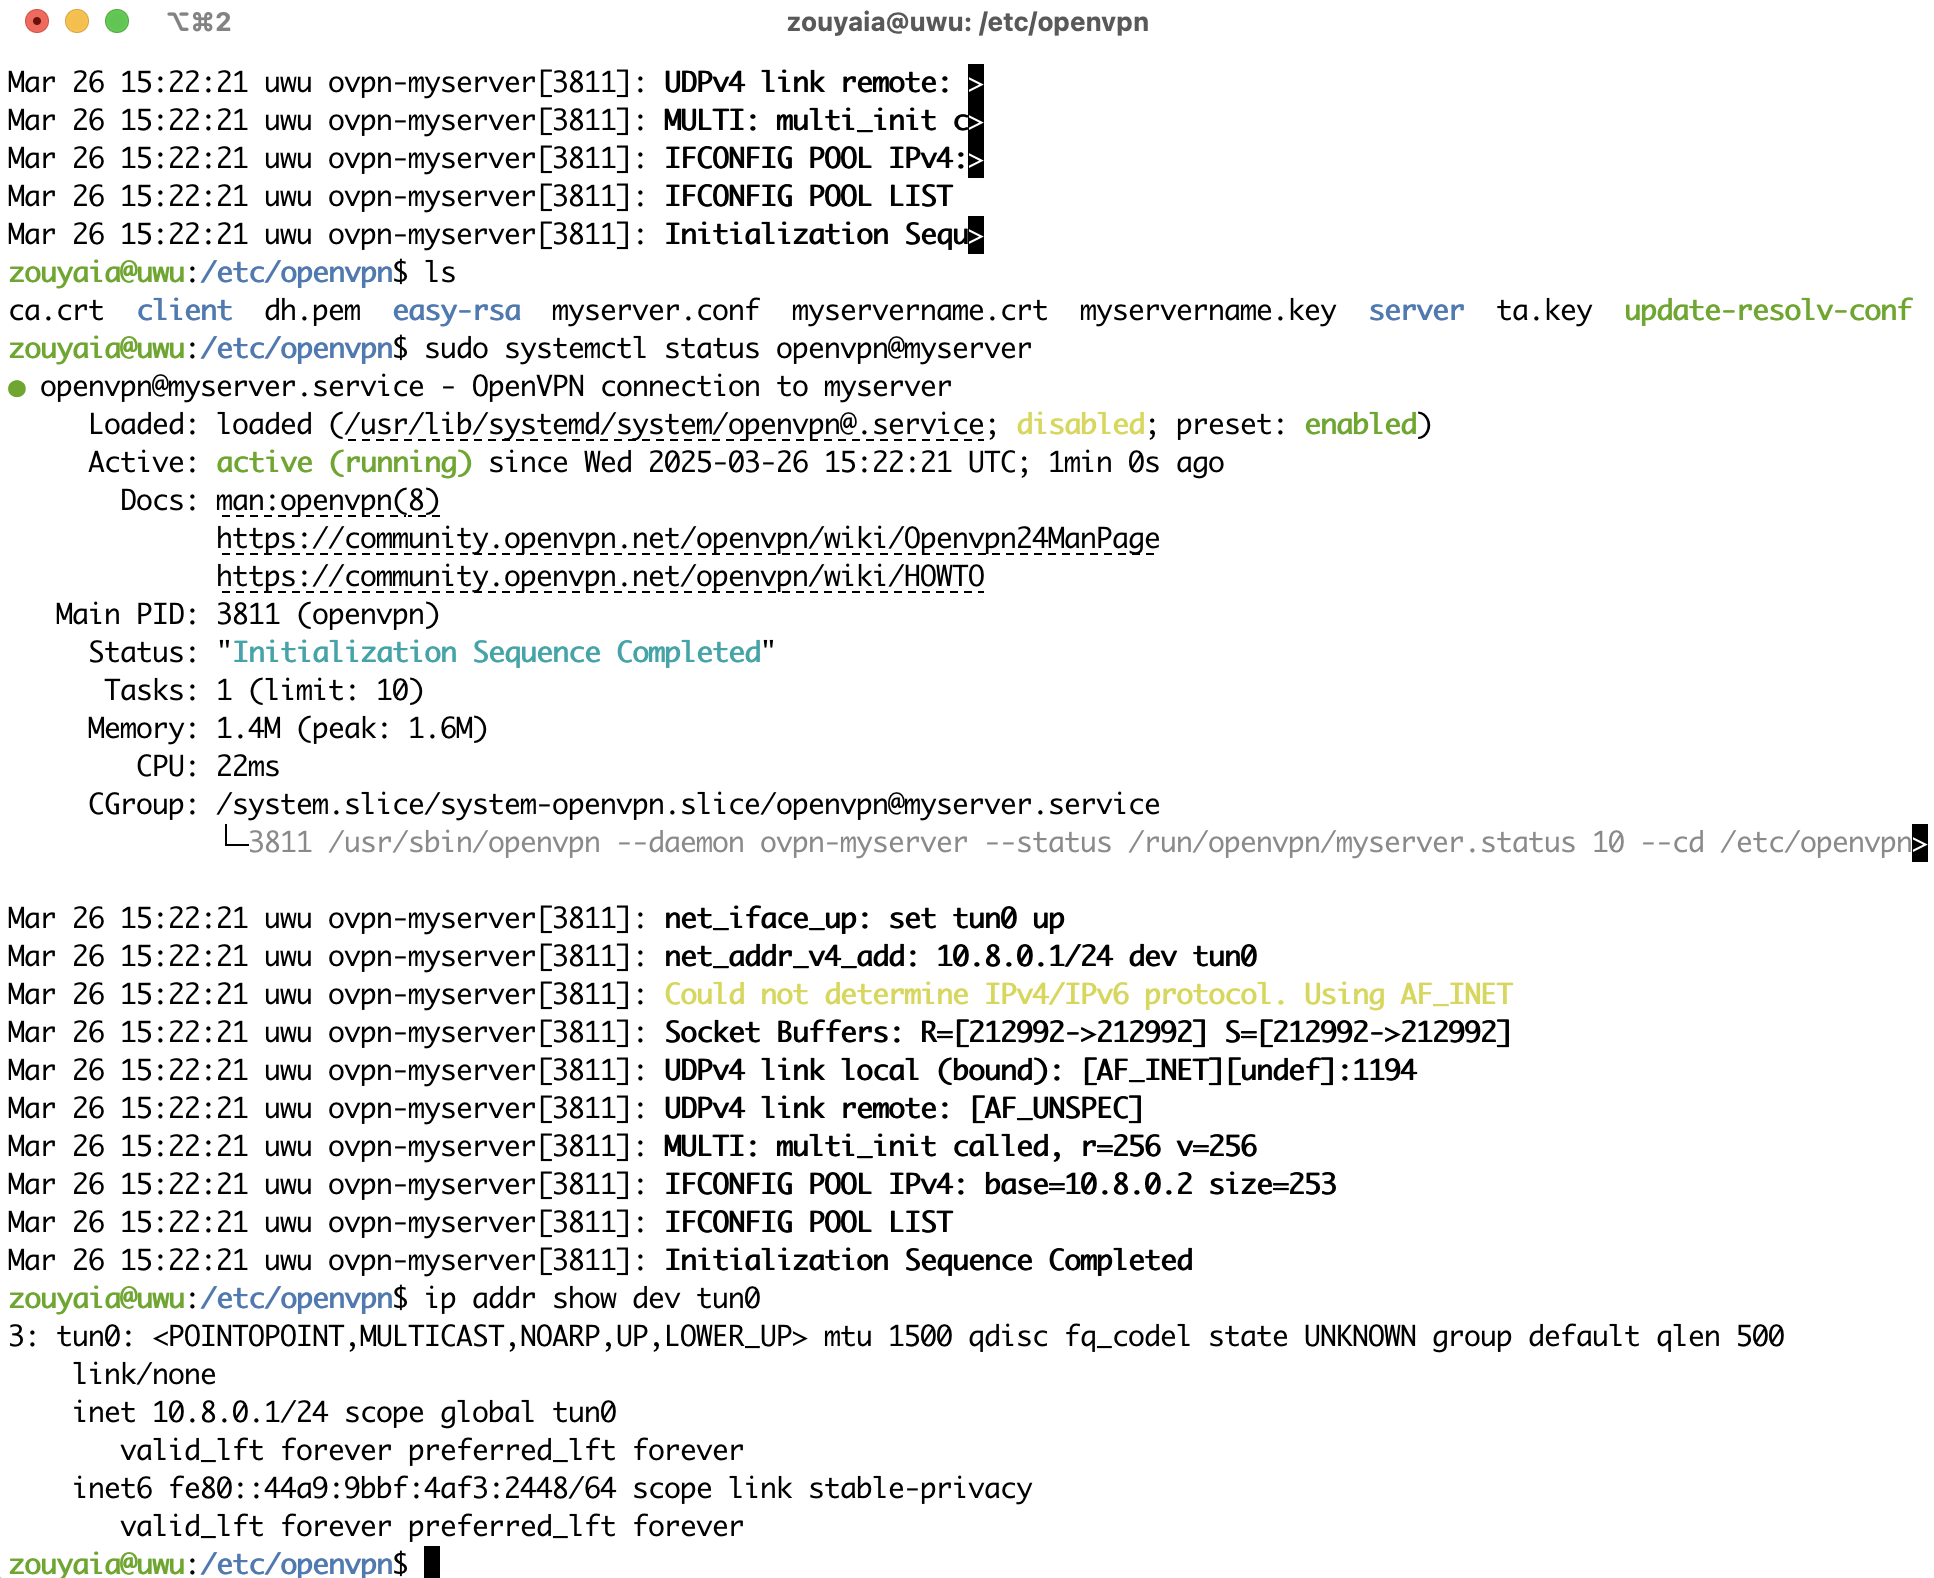 ⌥⌘2 zouyaia@uwu: /etc/openvpn
Mar 26 15:22:21 uwu ovpn-myserver[3811]: UDPv4 link remote: >
Mar 26 15:22:21 uwu ovpn-myserver[3811]: MULTI: multi_init c>
Mar 26 15:22:21 uwu ovpn-myserver[3811]: IFCONFIG POOL IPv4:>
Mar 26 15:22:21 uwu ovpn-myserver[3811]: IFCONFIG POOL LIST
Mar 26 15:22:21 uwu ovpn-myserver[3811]: Initialization Sequ>
zouyaia@uwu:/etc/openvpn$ ls
ca.crt  client  dh.pem  easy-rsa  myserver.conf  myservername.crt  myservername.key  server  ta.key  update-resolv-conf
zouyaia@uwu:/etc/openvpn$ sudo systemctl status openvpn@myserver
● openvpn@myserver.service - OpenVPN connection to myserver
     Loaded: loaded (/usr/lib/systemd/system/openvpn@.service; disabled; preset: enabled)
     Active: active (running) since Wed 2025-03-26 15:22:21 UTC; 1min 0s ago
       Docs: man:openvpn(8)
             https://community.openvpn.net/openvpn/wiki/Openvpn24ManPage
             https://community.openvpn.net/openvpn/wiki/HOWTO
   Main PID: 3811 (openvpn)
     Status: "Initialization Sequence Completed"
      Tasks: 1 (limit: 10)
     Memory: 1.4M (peak: 1.6M)
        CPU: 22ms
     CGroup: /system.slice/system-openvpn.slice/openvpn@myserver.service
             └─3811 /usr/sbin/openvpn --daemon ovpn-myserver --status /run/openvpn/myserver.status 10 --cd /etc/openvpn>
Mar 26 15:22:21 uwu ovpn-myserver[3811]: net_iface_up: set tun0 up
Mar 26 15:22:21 uwu ovpn-myserver[3811]: net_addr_v4_add: 10.8.0.1/24 dev tun0
Mar 26 15:22:21 uwu ovpn-myserver[3811]: Could not determine IPv4/IPv6 protocol. Using AF_INET
Mar 26 15:22:21 uwu ovpn-myserver[3811]: Socket Buffers: R=[212992->212992] S=[212992->212992]
Mar 26 15:22:21 uwu ovpn-myserver[3811]: UDPv4 link local (bound): [AF_INET][undef]:1194
Mar 26 15:22:21 uwu ovpn-myserver[3811]: UDPv4 link remote: [AF_UNSPEC]
Mar 26 15:22:21 uwu ovpn-myserver[3811]: MULTI: multi_init called, r=256 v=256
Mar 26 15:22:21 uwu ovpn-myserver[3811]: IFCONFIG POOL IPv4: base=10.8.0.2 size=253
Mar 26 15:22:21 uwu ovpn-myserver[3811]: IFCONFIG POOL LIST
Mar 26 15:22:21 uwu ovpn-myserver[3811]: Initialization Sequence Completed
zouyaia@uwu:/etc/openvpn$ ip addr show dev tun0
3: tun0: <POINTOPOINT,MULTICAST,NOARP,UP,LOWER_UP> mtu 1500 qdisc fq_codel state UNKNOWN group default qlen 500
    link/none
    inet 10.8.0.1/24 scope global tun0
       valid_lft forever preferred_lft forever
    inet6 fe80::44a9:9bbf:4af3:2448/64 scope link stable-privacy
       valid_lft forever preferred_lft forever
zouyaia@uwu:/etc/openvpn$